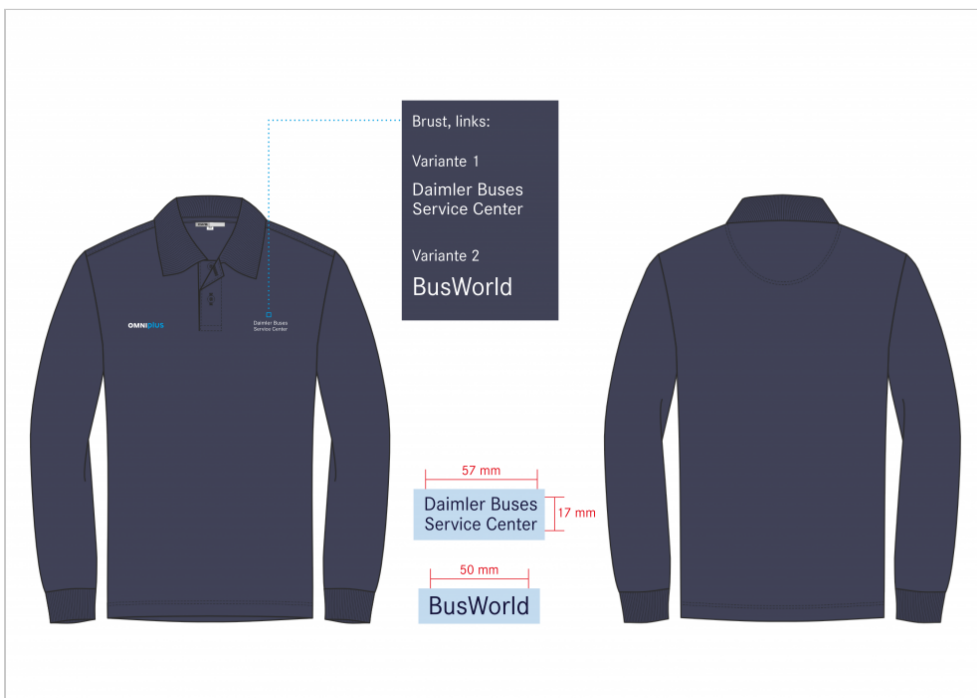 Brust, links:
Variante 1
Daimler Buses
Service Center
Variante 2
BusWorld
OMNIplus
Daimler Buses
Service Center
57 mm
Daimler Buses
Service Center
17 mm
50 mm
BusWorld